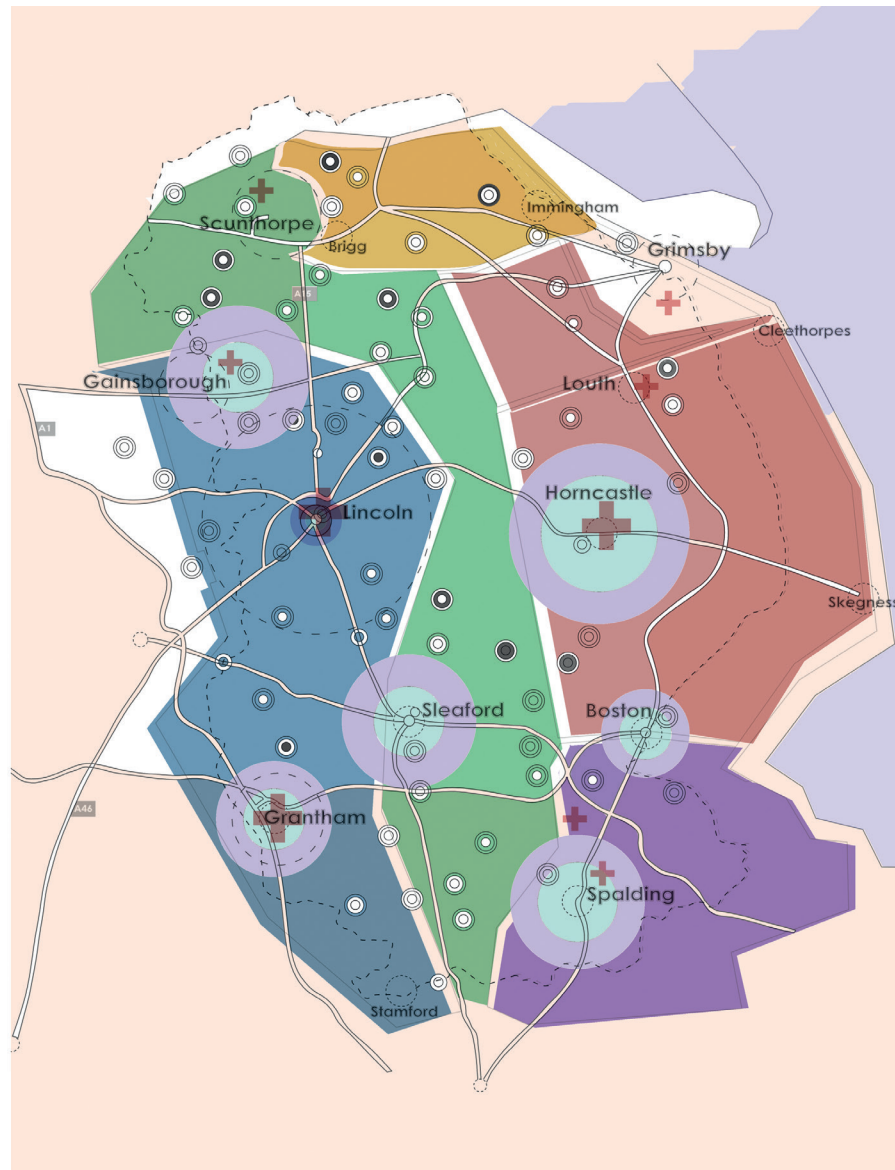 Scunthorpe
Immingham
Brigg
Grimsby
A15
Cleethorpes
Gainsborough
Louth
A1
Horncastle
Lincoln
Skegness
Sleaford
Boston
A46
Grantham
Spalding
Stamford